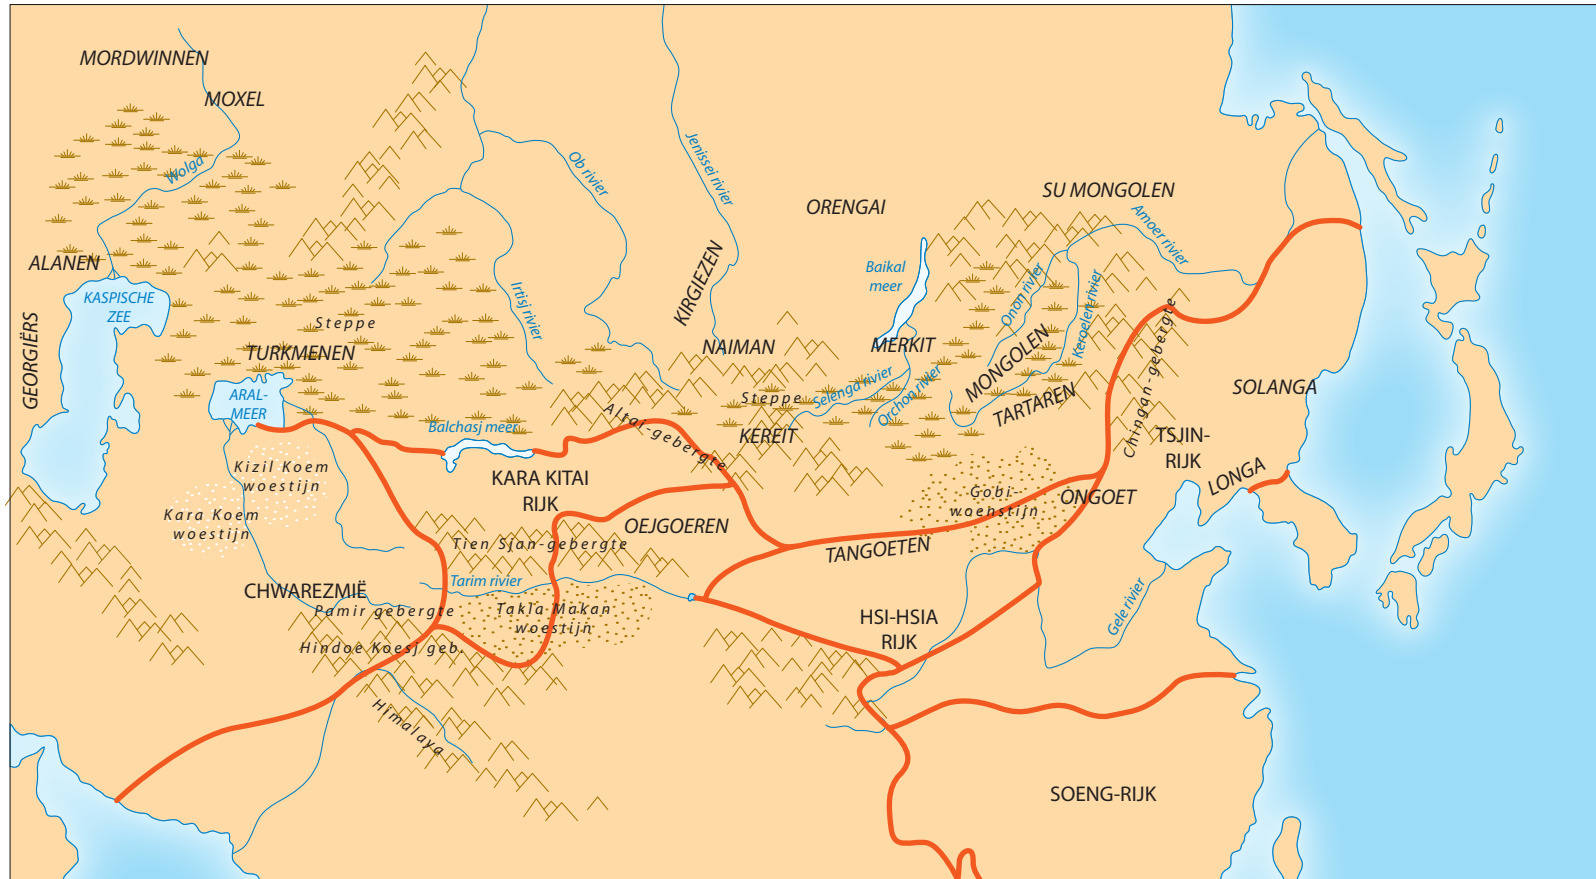 MORDWINNEN
MOXEL
Wolga
ALANEN
KASPISCHE
ZEE
GEORGIËRS
Steppe
TURKMENEN
ARAL-
MEER
Irtisj rivier
Ob rivier
Jenissei rivier
KIRGIEZEN
ORENGAI
Baikal
meer
SU MONGOLEN
Amoer rivier
Onon rivier
Keroelen rivier
NAIMAN
MERKIT
MONGOLEN
Steppe
Selenga rivier
Orchon rivier
TARTAREN
Chingan-gebergte
SOLANGA
KEREIT
Altai-gebergte
Balchasj meer
TSJIN-
RIJK
LONGA
Kizil Koem
woestijn
Kara Koem
woestijn
KARA KITAI
RIJK
OEJGOEREN
Gobi-
woehstijn
ONGOET
Tien Sjan-gebergte
TANGOETEN
CHWAREZMIË
Tarim rivier
Pamir gebergte
Takla Makan
woestijn
Hindoe Koesj geb.
HSI-HSIA
RIJK
Gele rivier
Himalaya
SOENG-RIJK